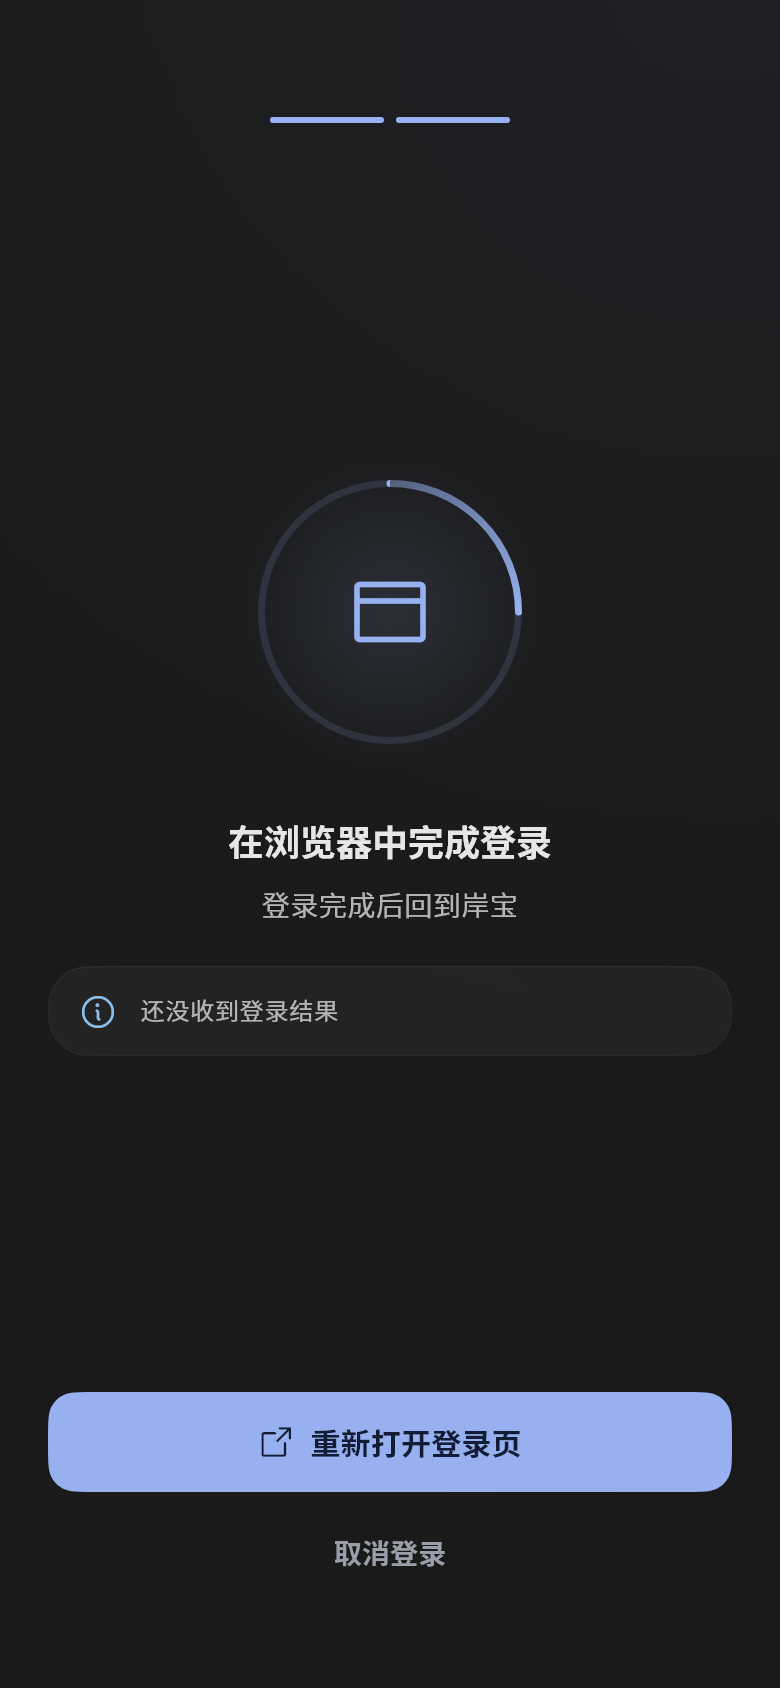 在浏览器中完成登录
登录完成后回到岸宝
还没收到登录结果
重新打开登录页
取消登录